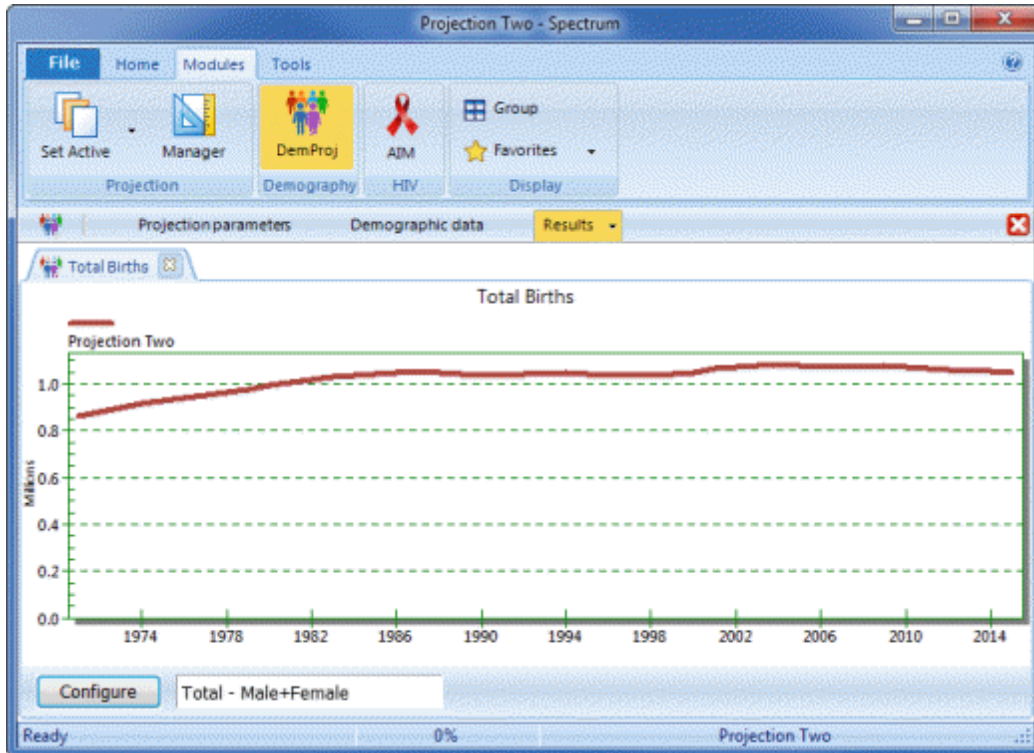 Projection Two - Spectrum
File Home Modules Tools
Set Active Manager DemProj AIM Group
Favorites
Projection Demography HIV Display
Projection parameters Demographic data Results
Total Births
Total Births
Projection Two
1.0
0.8
0.6
0.4
0.2
0.0
Millions
1974 1978 1982 1986 1990 1994 1998 2002 2006 2010 2014
Configure Total - Male+Female
Ready 0% Projection Two